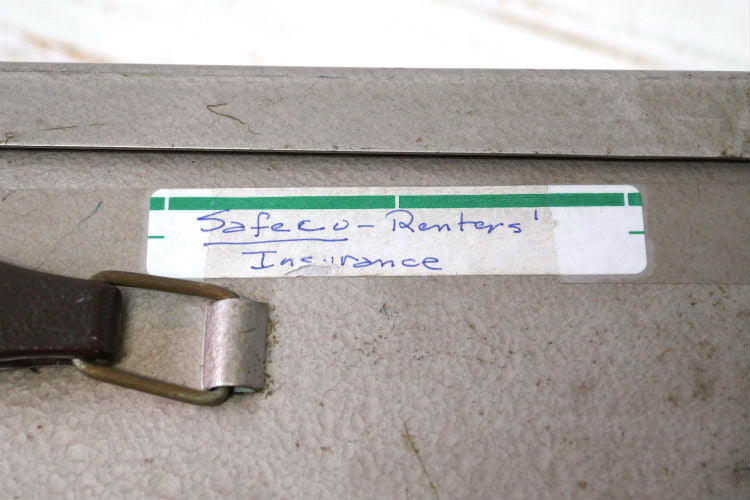 Safeco - Renters'
Insurance